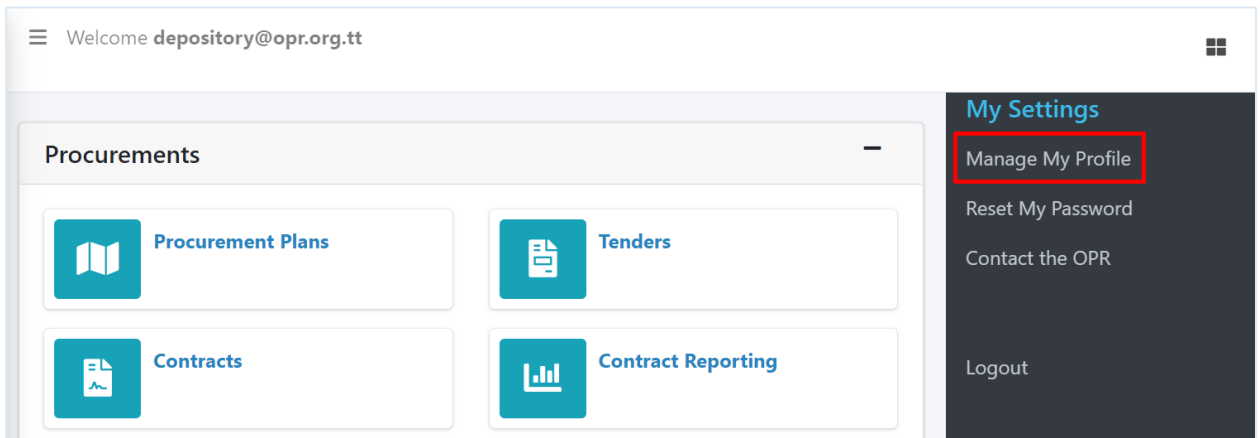 Welcome depository@opr.org.tt
Procurements
Procurement Plans
Tenders
Contracts
Contract Reporting
My Settings
Manage My Profile
Reset My Password
Contact the OPR
Logout